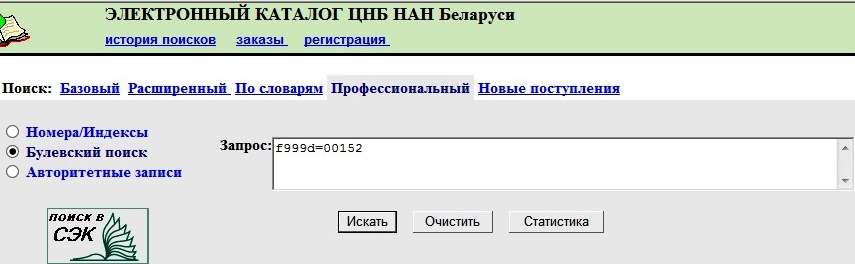 ЭЛЕКТРОННЫЙ КАТАЛОГ ЦНБ НАН Беларуси
история поисков заказы регистрация
Поиск: Базовый Расширенный По словарям Профессиональный Новые поступления
Номера/Индексы
Булевский поиск
Авторитетные записи
Запрос: f999d=00152
поиск в
СЭК
Искать Очистить Статистика